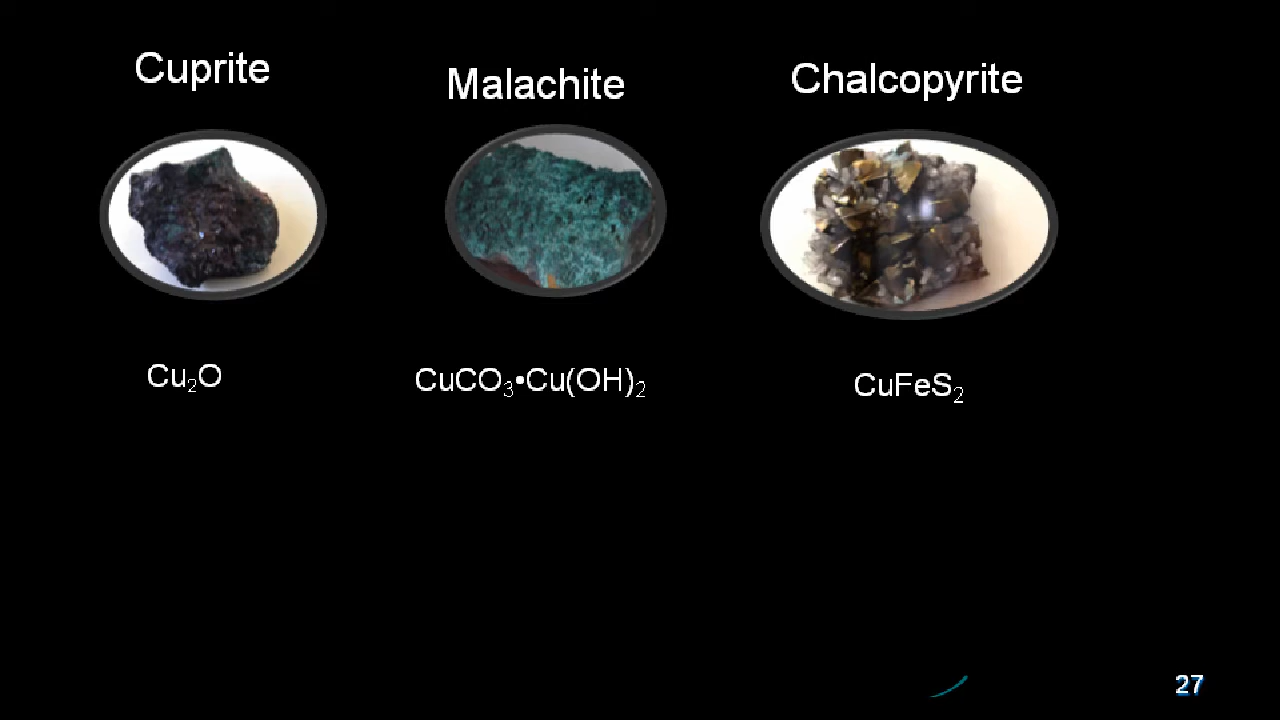 Cuprite
Malachite
Chalcopyrite
Cu₂O
CuCO₃•Cu(OH)₂
CuFeS₂
27